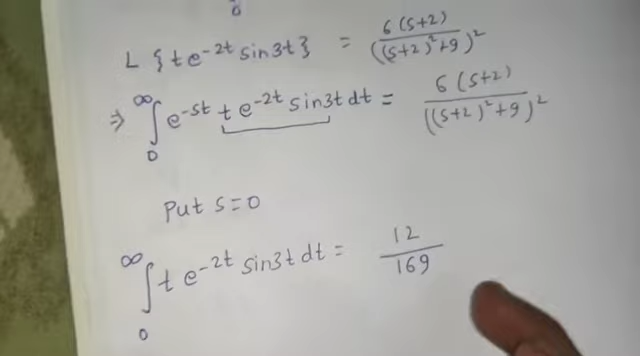 L {te^-2t sin3t} = 6(s+2)/((s+2)^2+9)^2
⇒ ∫_0^∞ e^-st te^-2t sin3t dt = 6(s+2)/((s+2)^2+9)^2
Put s=0
∫_0^∞ t e^-2t sin3t dt = 12/169